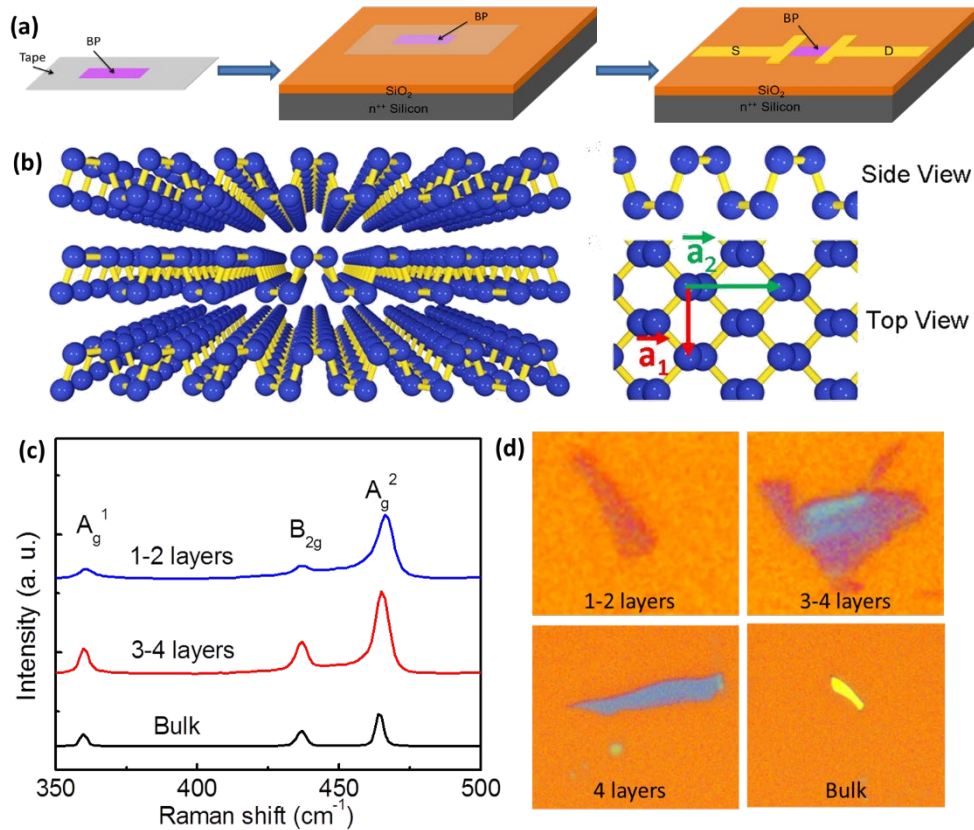 (a)
Tape
BP
BP
SiO₂
n⁺⁺ Silicon
BP
S
D
SiO₂
n⁺⁺ Silicon
(b)
Side View
a₂
a₁
Top View
(c)
Intensity (a. u.)
A_g¹
B₂g
A_g²
1-2 layers
3-4 layers
Bulk
350 400 450 500
Raman shift (cm⁻¹)
(d)
1-2 layers
3-4 layers
4 layers
Bulk